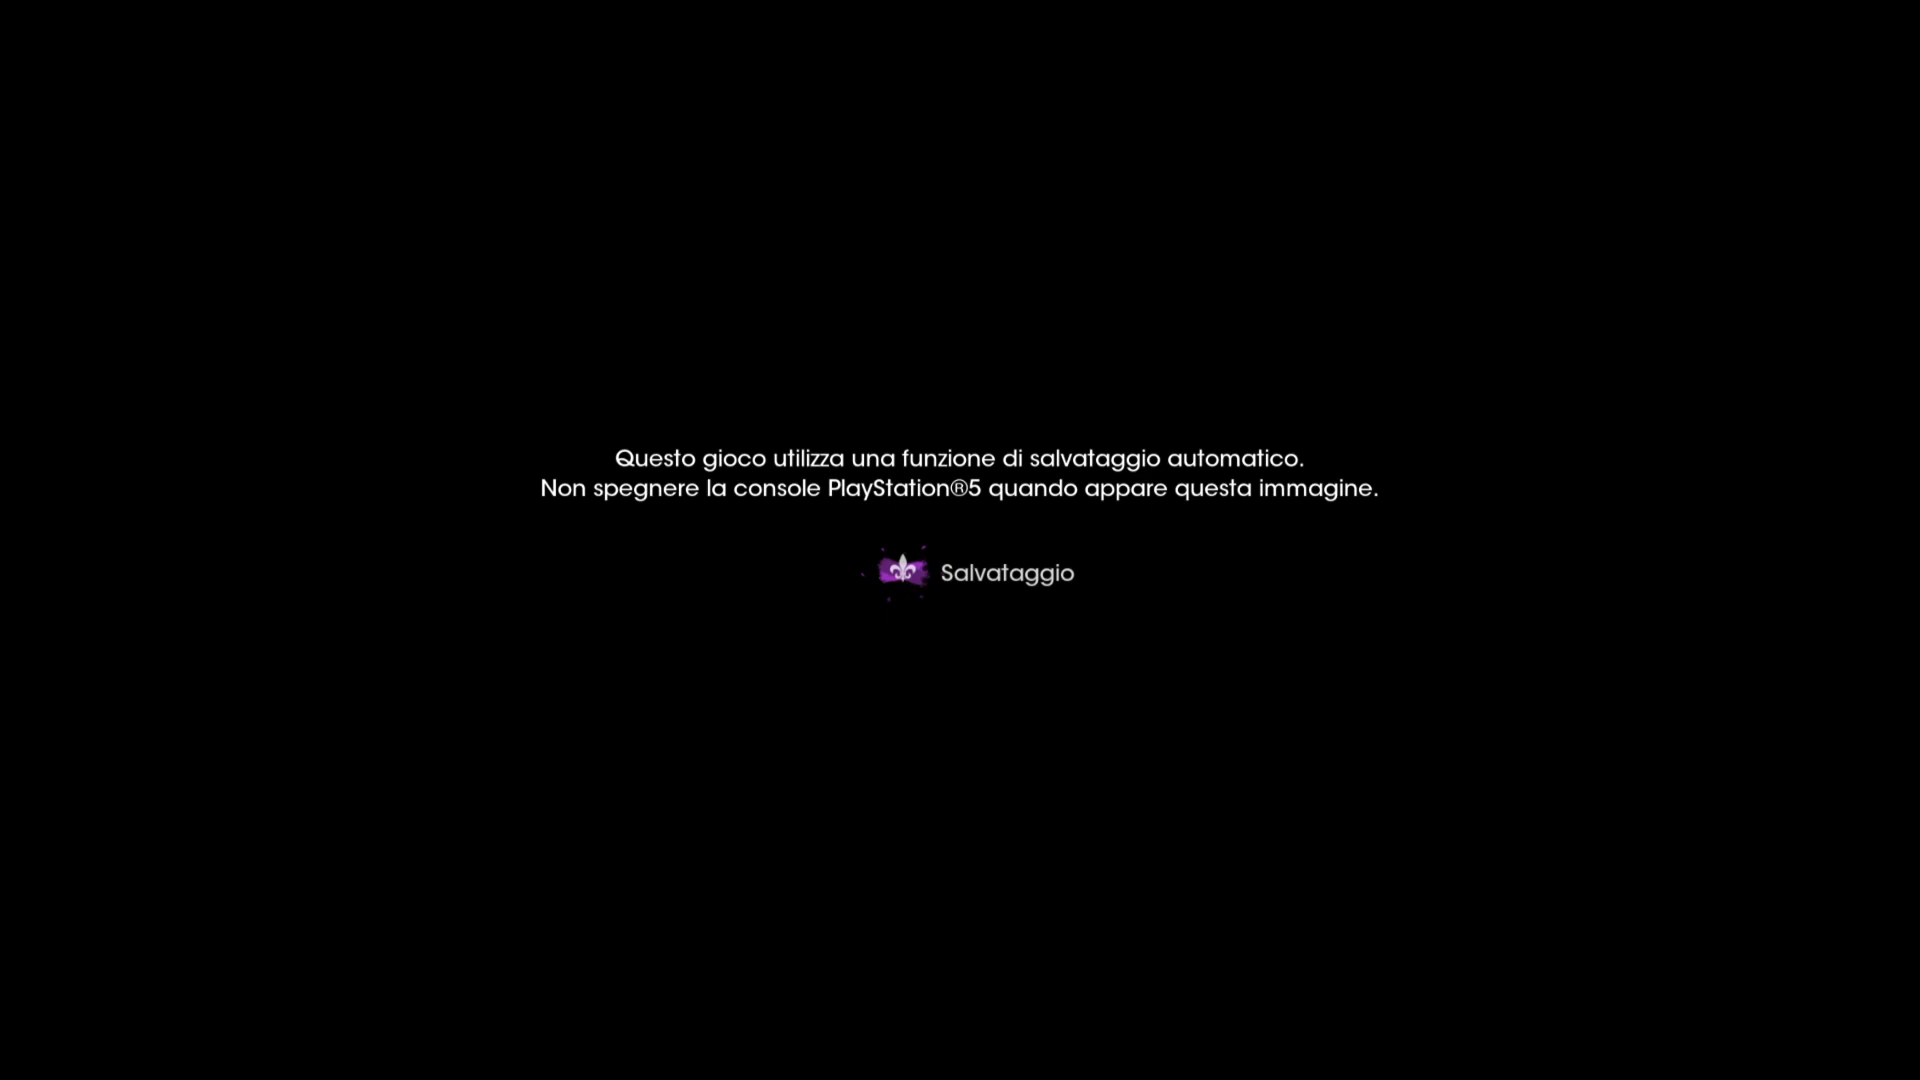 Questo gioco utilizza una funzione di salvataggio automatico.
Non spegnere la console PlayStation®5 quando appare questa immagine.
Salvataggio